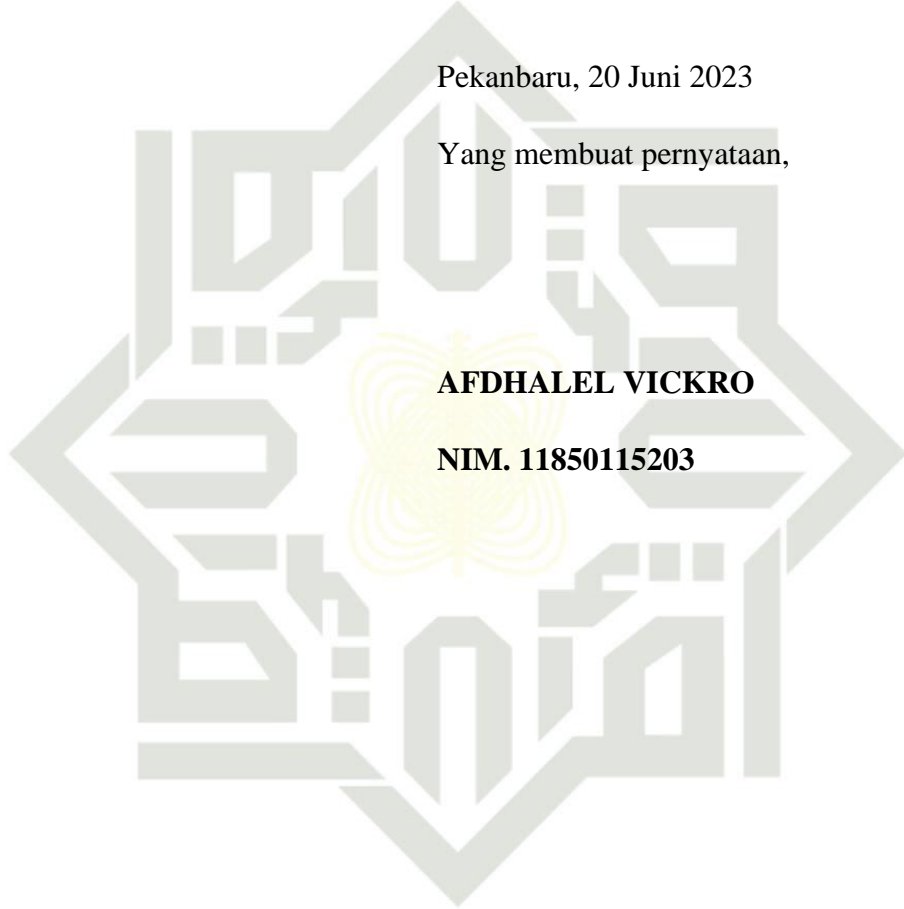 Pekanbaru, 20 Juni 2023
Yang membuat pernyataan,
AFDHALEL VICKRO
NIM. 11850115203